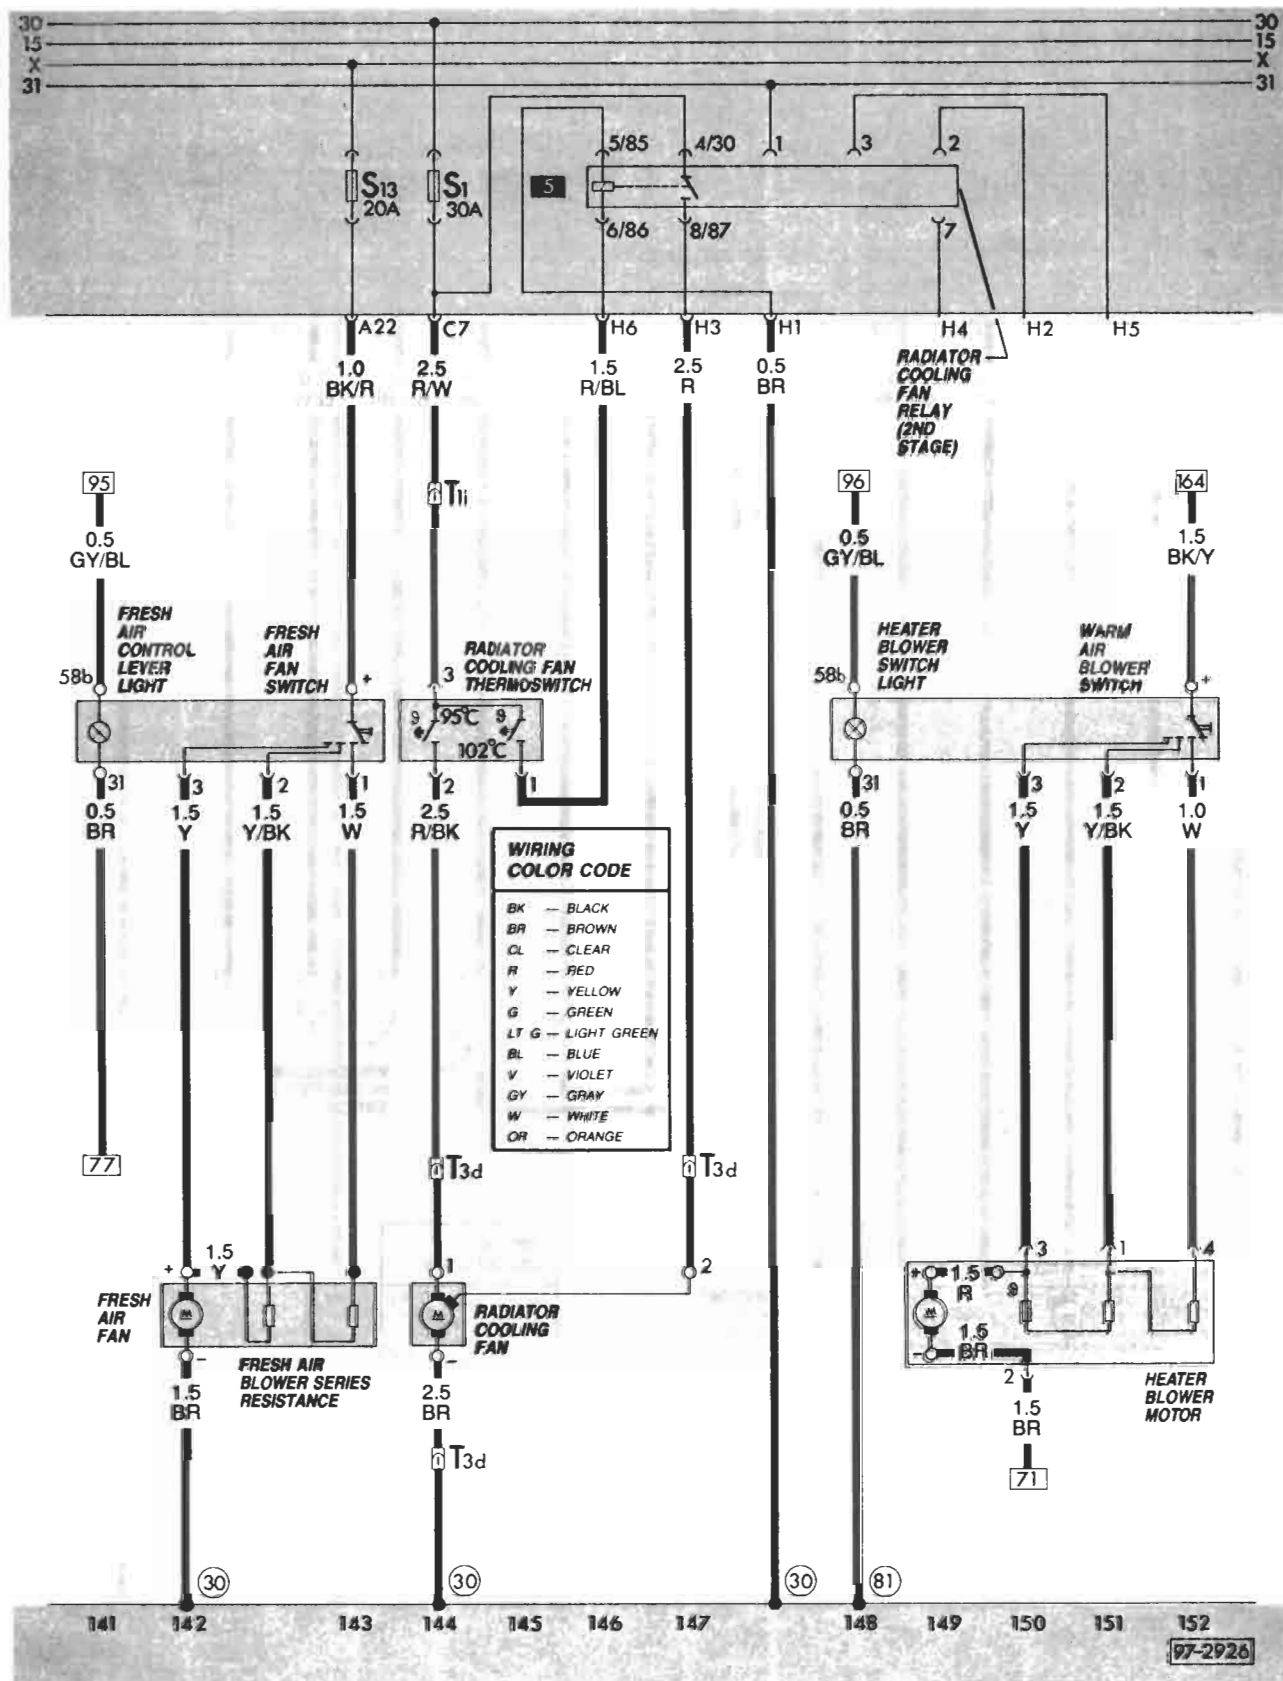 30 30
15 15
X X
31 31
5/85 4/30 1 3 2
S13 20A
S1 30A
5
6/86 8/87 7
A22 C7 H6 H3 H1 H4 H2 H5
1.0 BK/R
2.5 R/W
1.5 R/BL
2.5 R
0.5 BR
RADIATOR
COOLING
FAN
RELAY
(2ND
STAGE)
95
T1i
96
164
0.5
GY/BL
0.5
GY/BL
1.5
BK/Y
FRESH
AIR
CONTROL
LEVER
LIGHT
FRESH
AIR
FAN
SWITCH
RADIATOR
COOLING FAN
THERMOSWITCH
HEATER
BLOWER
SWITCH
LIGHT
WARM
AIR
BLOWER
SWITCH
58b + 3 58b +
95°C
102°C
31 3 2 1 2 1 31 3 2 1
0.5 BR
1.5 Y
1.5 Y/BK
1.5 W
2.5 R/BK
0.5 BR
1.5 Y
1.5 Y/BK
1.0 W
WIRING
COLOR CODE
BK — BLACK
BR — BROWN
CL — CLEAR
R — RED
Y — YELLOW
G — GREEN
LT G — LIGHT GREEN
BL — BLUE
V — VIOLET
GY — GRAY
W — WHITE
OR — ORANGE
77
T3d T3d
+ 1.5 Y 1 2
3 1 4
+ 1.5 R
M M M
FRESH
AIR
FAN
RADIATOR
COOLING
FAN
- 1.5 BR
- -
FRESH AIR
BLOWER SERIES
RESISTANCE
2
HEATER
BLOWER
MOTOR
1.5 BR
2.5 BR
1.5 BR
T3d
71
30 30 30 81
141 142 143 144 145 146 147 148 149 150 151 152
97-2926